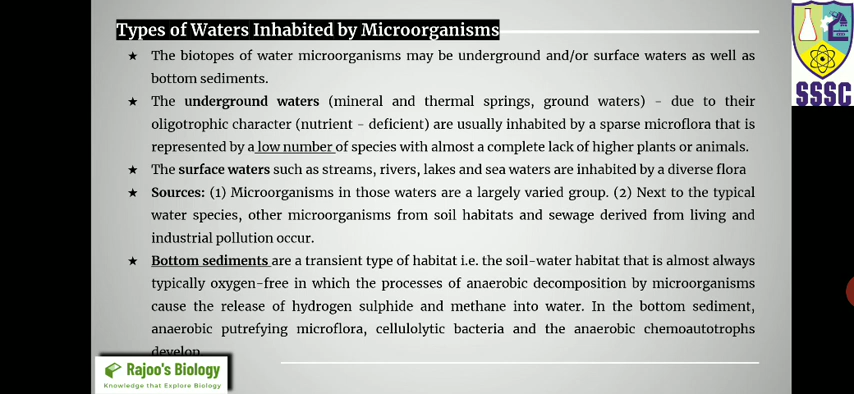 Types of Waters Inhabited by Microorganisms
★ The biotopes of water microorganisms may be underground and/or surface waters as well as
bottom sediments.
★ The underground waters (mineral and thermal springs, ground waters) - due to their
oligotrophic character (nutrient - deficient) are usually inhabited by a sparse microflora that is
represented by a low number of species with almost a complete lack of higher plants or animals.
★ The surface waters such as streams, rivers, lakes and sea waters are inhabited by a diverse flora
★ Sources: (1) Microorganisms in those waters are a largely varied group. (2) Next to the typical
water species, other microorganisms from soil habitats and sewage derived from living and
industrial pollution occur.
★ Bottom sediments are a transient type of habitat i.e. the soil-water habitat that is almost always
typically oxygen-free in which the processes of anaerobic decomposition by microorganisms
cause the release of hydrogen sulphide and methane into water. In the bottom sediment,
anaerobic putrefying microflora, cellulolytic bacteria and the anaerobic chemoautotrophs
develop.
SSSC
Rajoo's Biology
Knowledge that Explore Biology